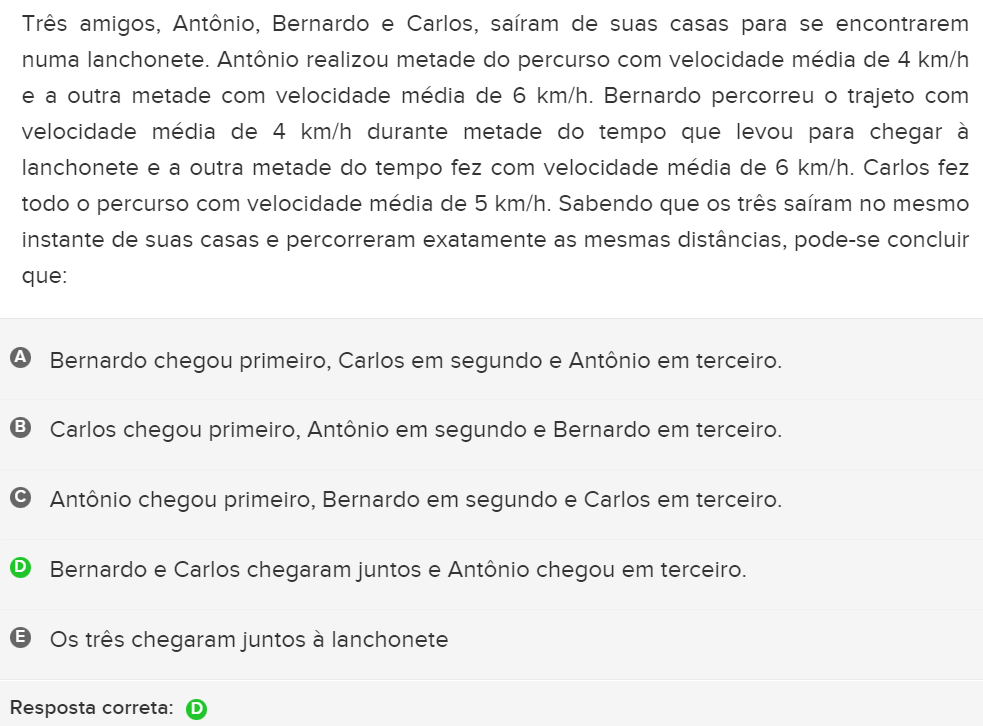 Três amigos, Antônio, Bernardo e Carlos, saíram de suas casas para se encontrarem
numa lanchonete. Antônio realizou metade do percurso com velocidade média de 4 km/h
e a outra metade com velocidade média de 6 km/h. Bernardo percorreu o trajeto com
velocidade média de 4 km/h durante metade do tempo que levou para chegar à
lanchonete e a outra metade do tempo fez com velocidade média de 6 km/h. Carlos fez
todo o percurso com velocidade média de 5 km/h. Sabendo que os três saíram no mesmo
instante de suas casas e percorreram exatamente as mesmas distâncias, pode-se concluir
que:
A Bernardo chegou primeiro, Carlos em segundo e Antônio em terceiro.
B Carlos chegou primeiro, Antônio em segundo e Bernardo em terceiro.
C Antônio chegou primeiro, Bernardo em segundo e Carlos em terceiro.
D Bernardo e Carlos chegaram juntos e Antônio chegou em terceiro.
E Os três chegaram juntos à lanchonete
Resposta correta: D